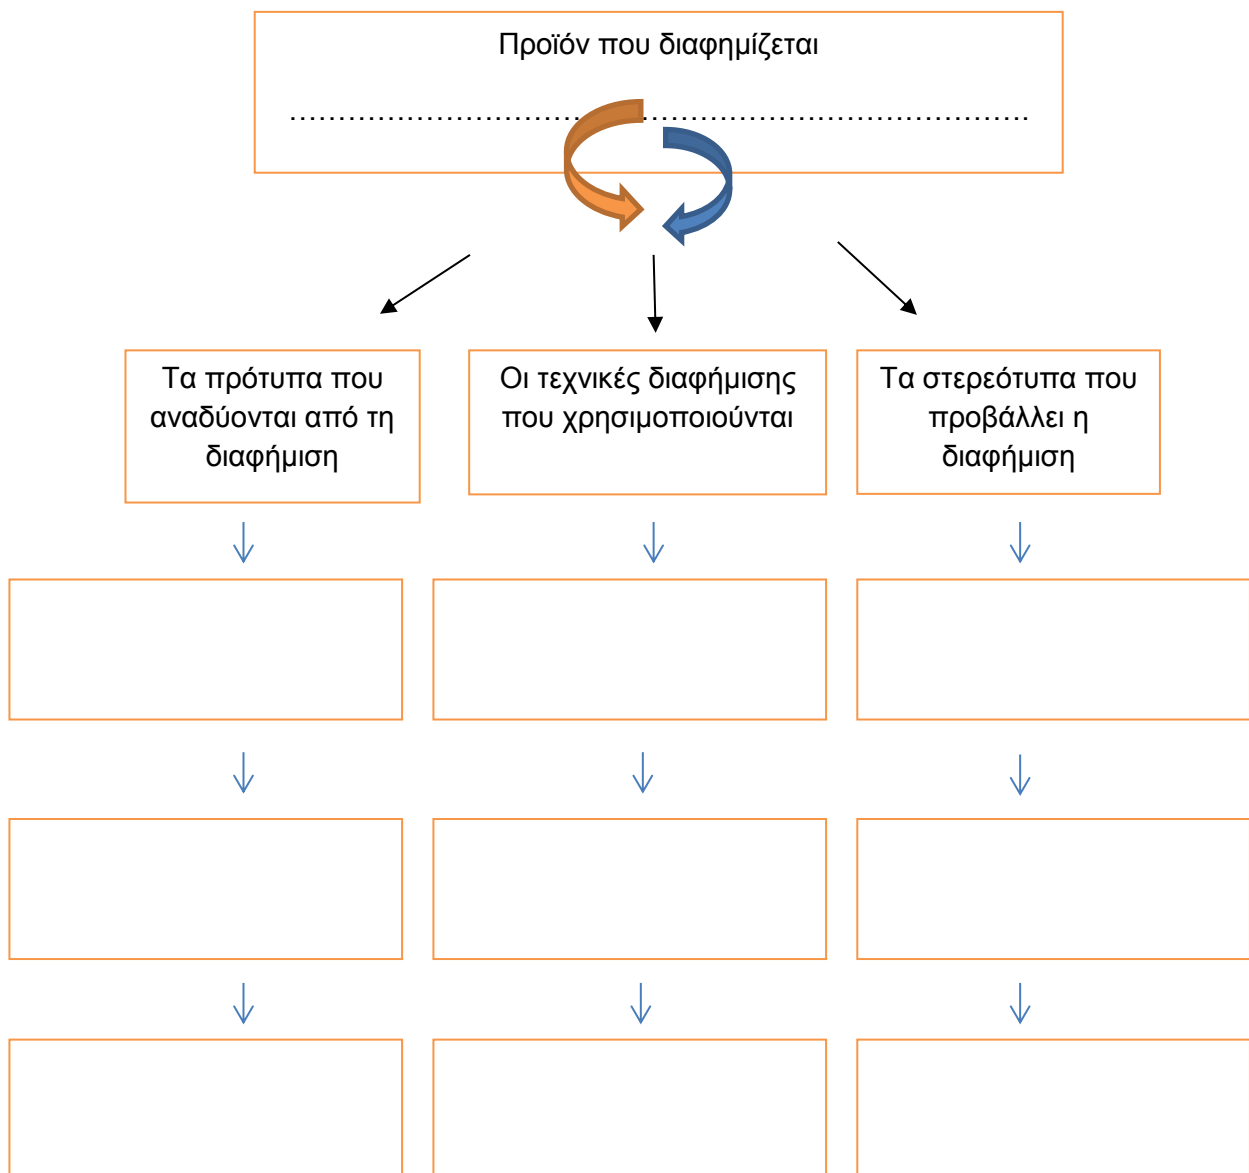 Προϊόν που διαφημίζεται
……………………………………………………………………….
Τα πρότυπα που
αναδύονται από τη
διαφήμιση
Οι τεχνικές διαφήμισης
που χρησιμοποιούνται
Τα στερεότυπα που
προβάλλει η
διαφήμιση